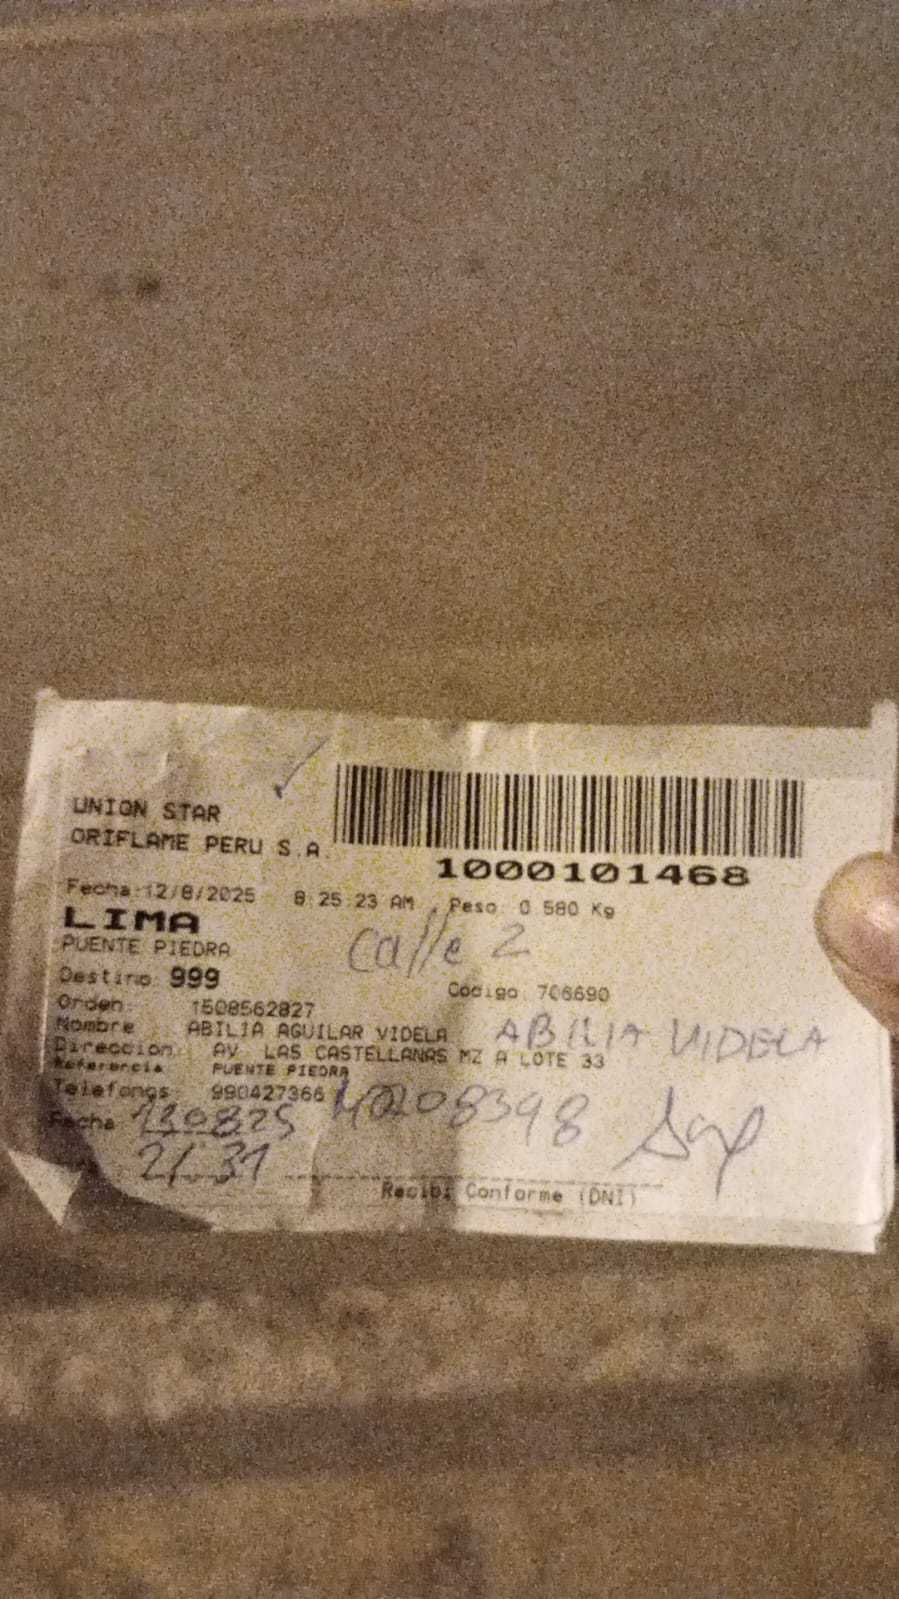 UNION STAR
ORIFLAME PERU S.A.
1000101468
Fecha:12/8/2025 8:25:23 AM Peso: 0.580 Kg
LIMA
Calle 2
PUENTE PIEDRA
Destino: 999
Codigo: 706690
Orden: 1508562827
Nombre ABILIA AGUILAR VIDELA ABILIA VIDELA
Direccion: AV. LAS CASTELLANAS MZ A LOTE 33
Referencia PUENTE PIEDRA
Telefonos 990427366
Fecha 130825
21:31
Recibi Conforme (DNI)